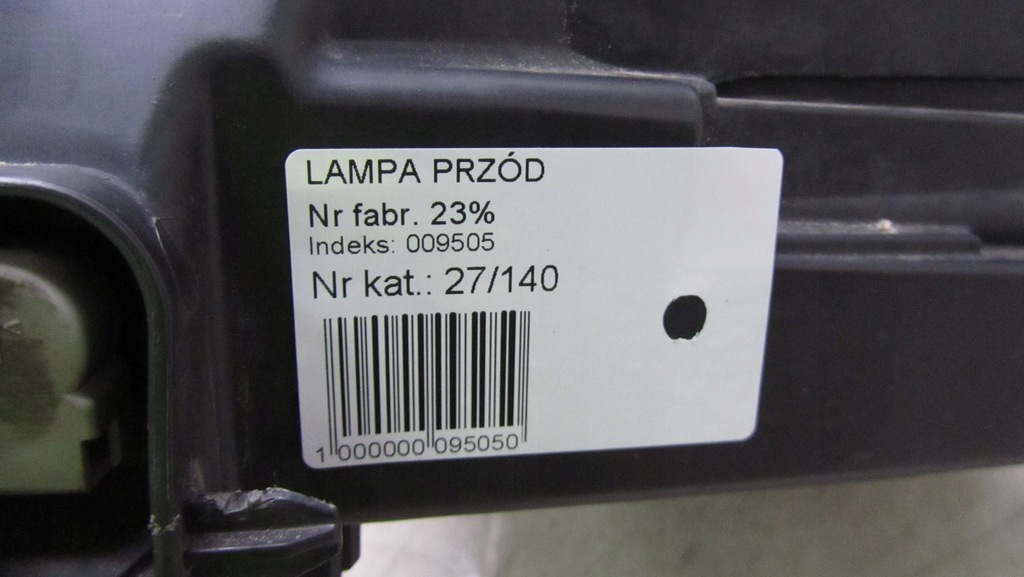 LAMPA PRZÓD
Nr fabr. 23%
Indeks: 009505
Nr kat.: 27/140
1 000000 095050